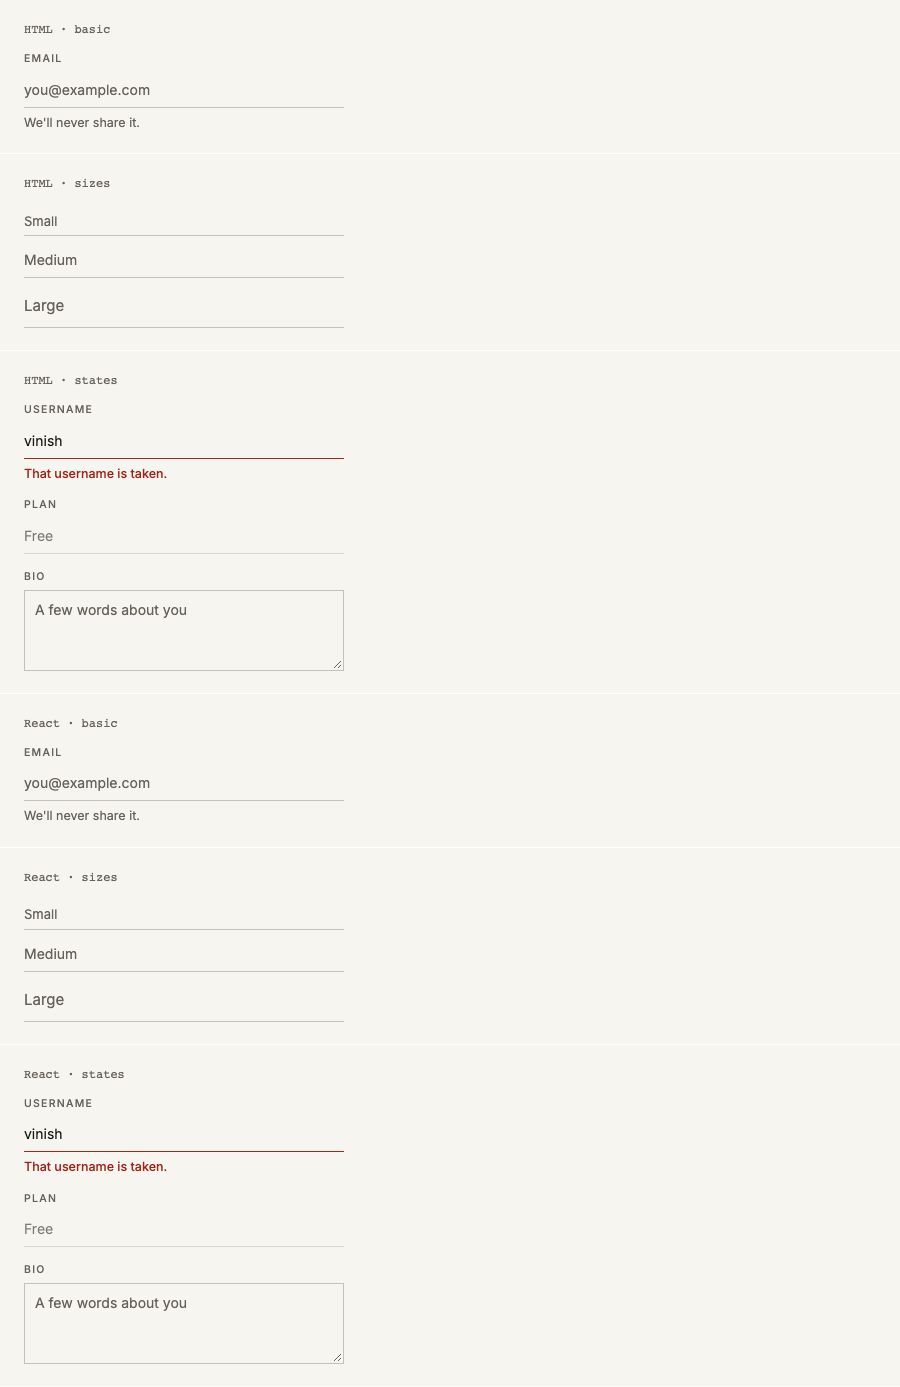 HTML · basic
EMAIL
you@example.com
We'll never share it.
HTML · sizes
Small
Medium
Large
HTML · states
USERNAME
vinish
That username is taken.
PLAN
Free
BIO
A few words about you
React · basic
EMAIL
you@example.com
We'll never share it.
React · sizes
Small
Medium
Large
React · states
USERNAME
vinish
That username is taken.
PLAN
Free
BIO
A few words about you